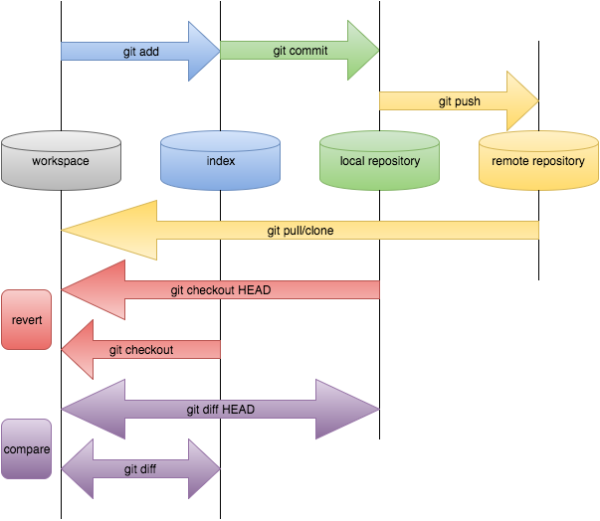 git add
git commit
git push
workspace
index
local repository
remote repository
git pull/clone
git checkout HEAD
revert
git checkout
git diff HEAD
compare
git diff